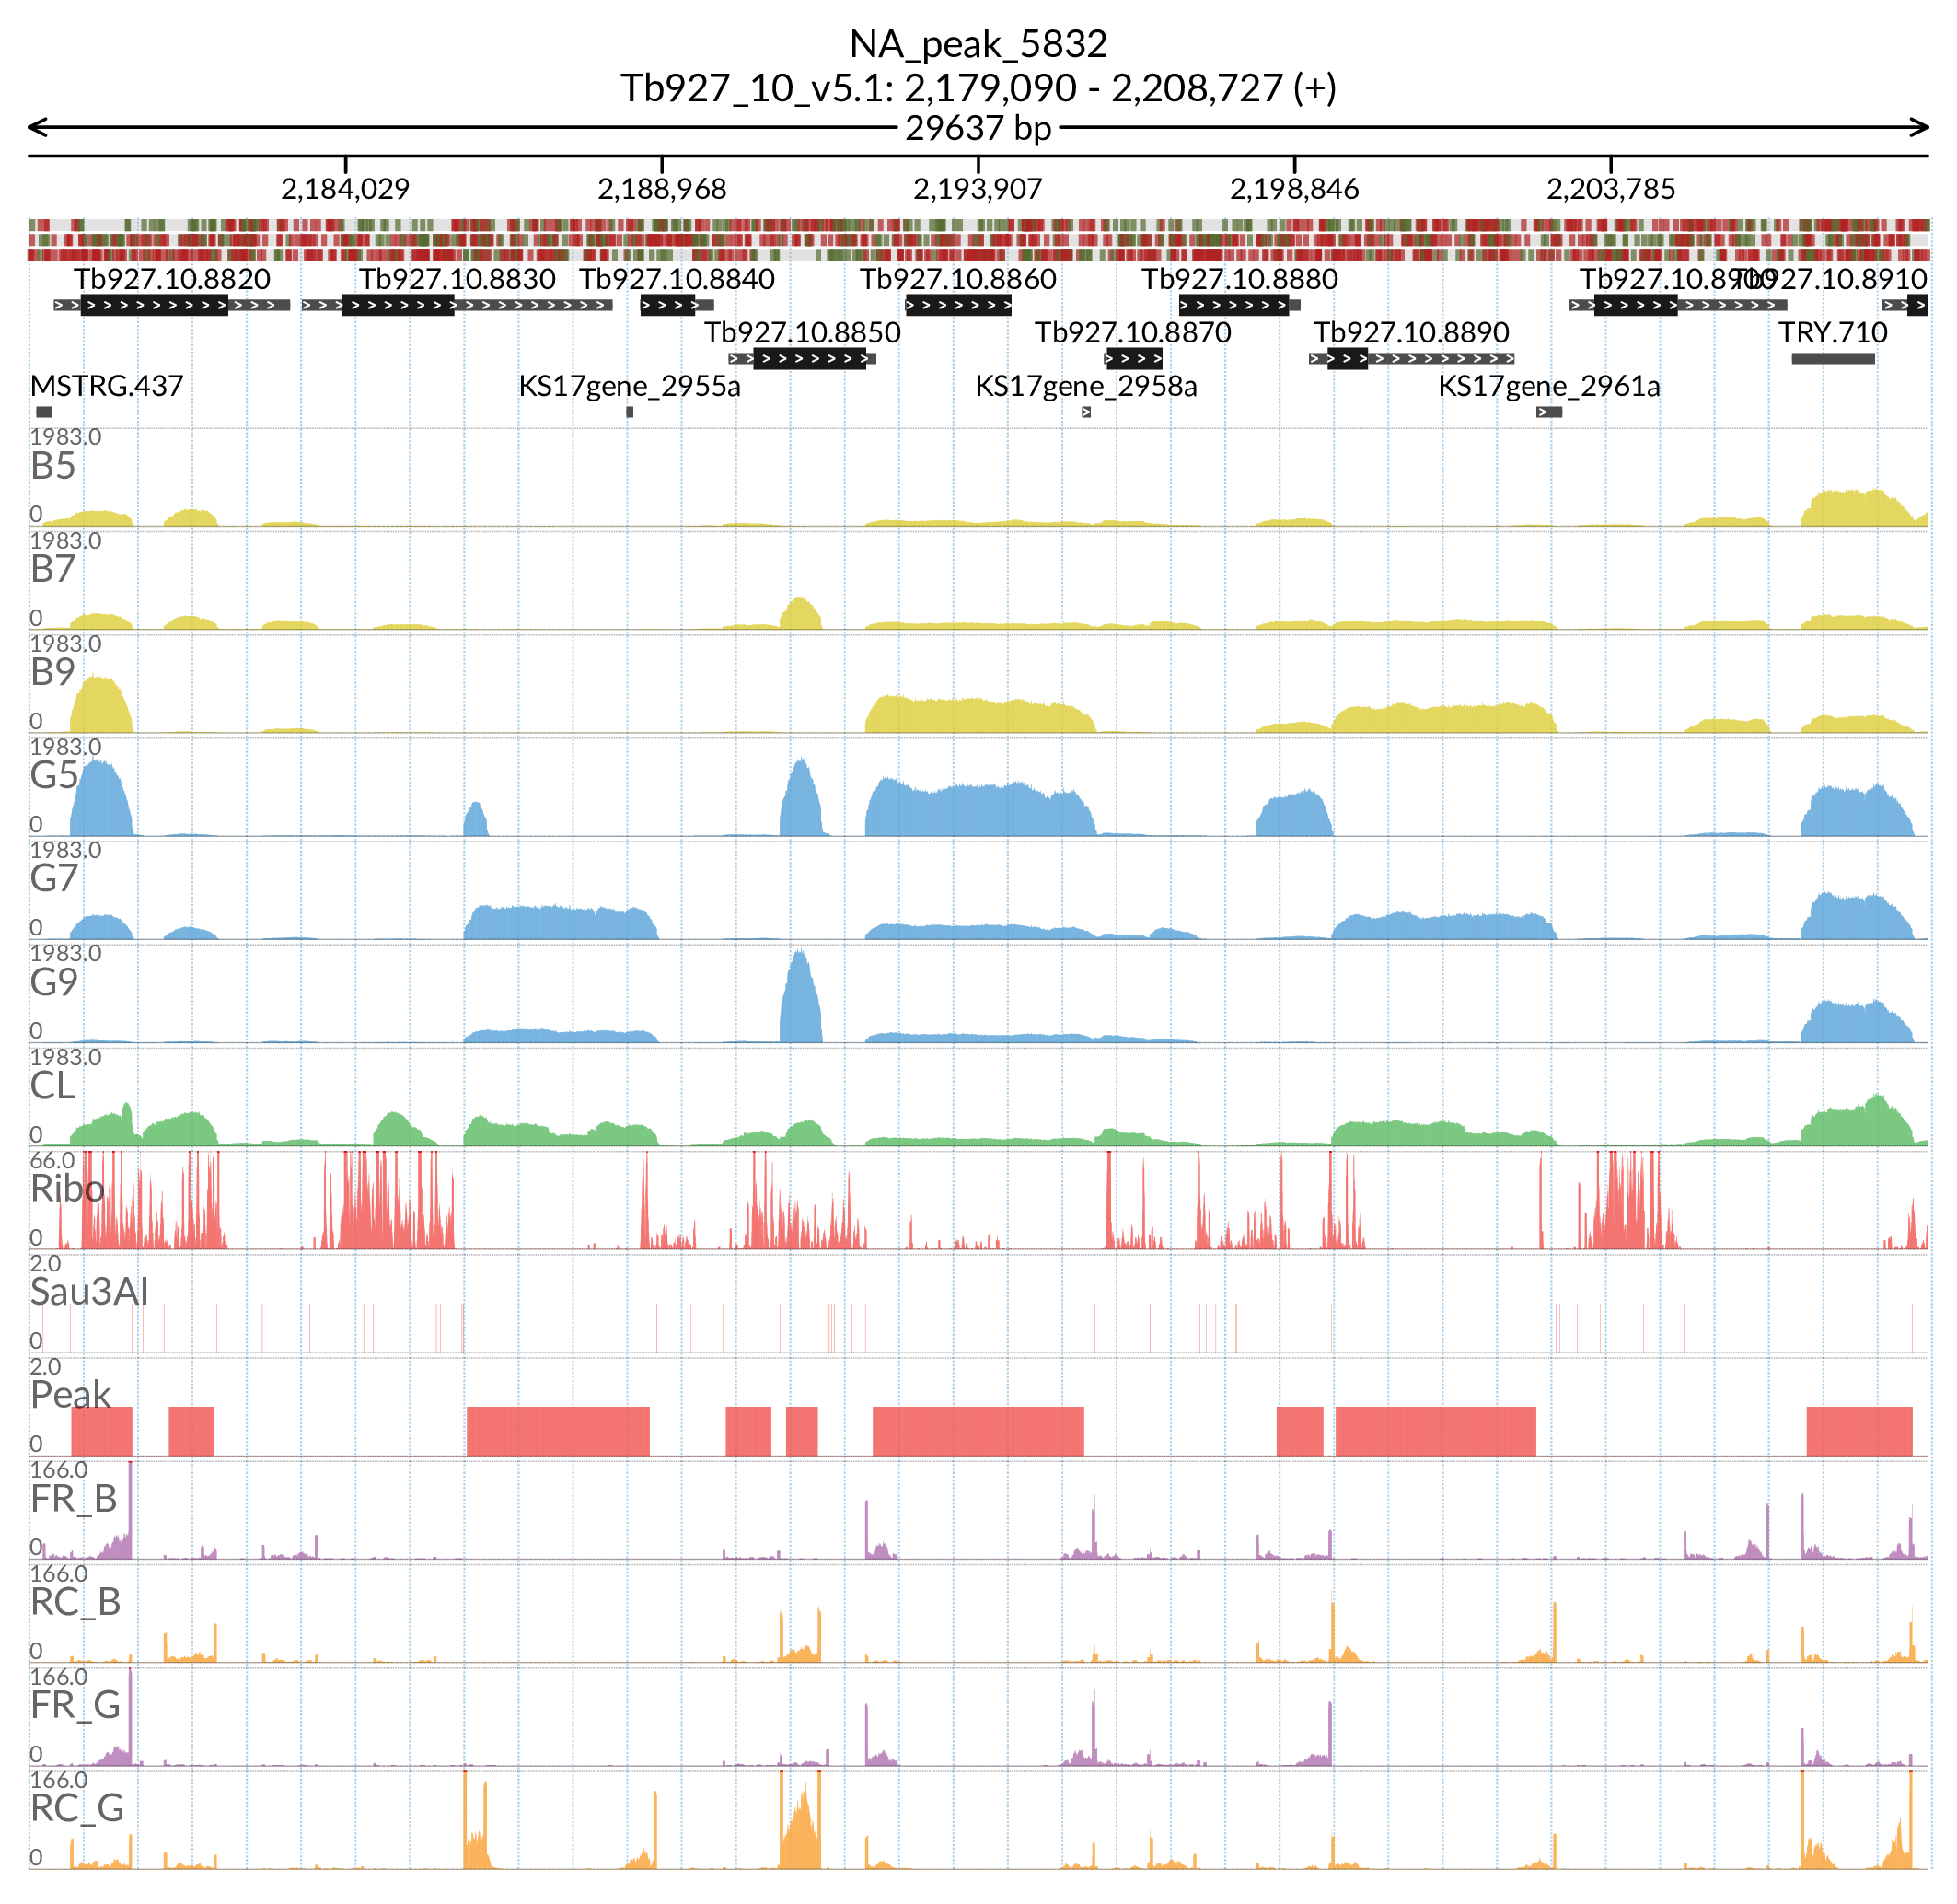 NA_peak_5832
Tb927_10_v5.1: 2,179,090 - 2,208,727 (+)
29637 bp
2,184,029 2,188,968 2,193,907 2,198,846 2,203,785
Tb927.10.8820 Tb927.10.8830 Tb927.10.8840 Tb927.10.8860 Tb927.10.8880 Tb927.10.8900 Tb927.10.8910
Tb927.10.8850 Tb927.10.8870 Tb927.10.8890 TRY.710
MSTRG.437 KS17gene_2955a KS17gene_2958a KS17gene_2961a
1983.0
B5
0
1983.0
B7
0
1983.0
B9
0
1983.0
G5
0
1983.0
G7
0
1983.0
G9
0
1983.0
CL
0
66.0
Ribo
0
2.0
Sau3AI
0
2.0
Peak
0
166.0
FR_B
0
166.0
RC_B
0
166.0
FR_G
0
166.0
RC_G
0